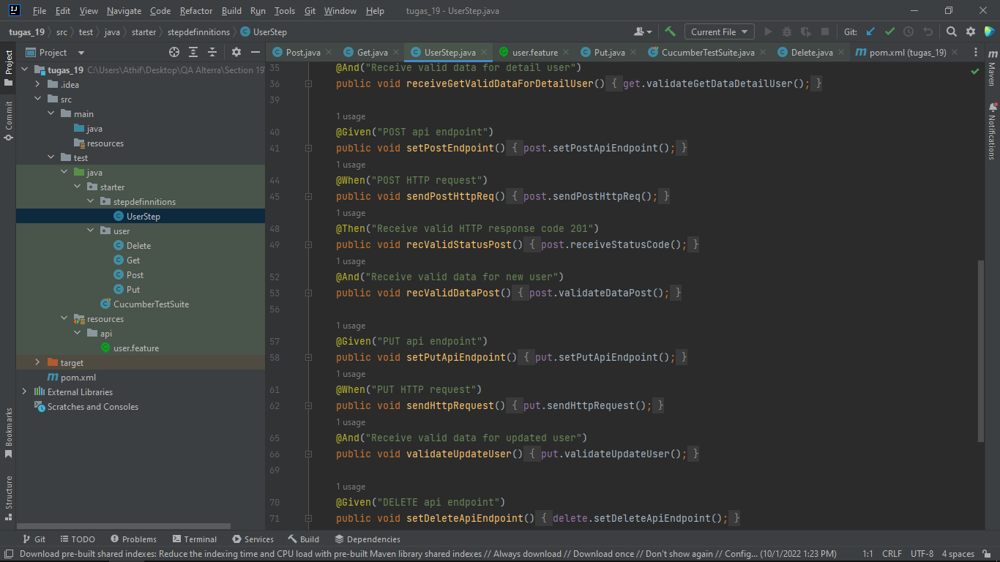 File Edit View Navigate Code Refactor Build Run Tools Git Window Help tugas_19 - UserStep.java
tugas_19 src test java starter stepdefinnitions UserStep Current File Git:
Project
Post.java Get.java UserStep.java user.feature Put.java CucumberTestSuite.java Delete.java pom.xml (tugas_19)
Project
Commit
Bookmarks
Structure
Maven
Notifications
tugas_19 C:\Users\Athif\Desktop\QA Alterra\Section 19
.idea
src
main
java
resources
test
java
starter
stepdefinnitions
UserStep
user
Delete
Get
Post
Put
CucumberTestSuite
resources
api
user.feature
target
pom.xml
External Libraries
Scratches and Consoles
35 @And("Receive valid data for detail user")
36 public void receiveGetValidDataForDetailUser() { get.validateGetDataDetailUser(); }
39
1 usage
40 @Given("POST api endpoint")
41 public void setPostEndpoint() { post.setPostApiEndpoint(); }
1 usage
44 @When("POST HTTP request")
45 public void sendPostHttpReq() { post.sendPostHttpReq(); }
1 usage
48 @Then("Receive valid HTTP response code 201")
49 public void recValidStatusPost() { post.receiveStatusCode(); }
1 usage
52 @And("Receive valid data for new user")
53 public void recValidDataPost() { post.validateDataPost(); }
56
1 usage
57 @Given("PUT api endpoint")
58 public void setPutApiEndpoint() { put.setPutApiEndpoint(); }
1 usage
61 @When("PUT HTTP request")
62 public void sendHttpRequest() { put.sendHttpRequest(); }
1 usage
65 @And("Receive valid data for updated user")
66 public void validateUpdateUser() { put.validateUpdateUser(); }
69
1 usage
70 @Given("DELETE api endpoint")
71 public void setDeleteApiEndpoint() { delete.setDeleteApiEndpoint(); }
Git TODO Problems Terminal Services Build Dependencies
Download pre-built shared indexes: Reduce the indexing time and CPU load with pre-built Maven library shared indexes // Always download // Download once // Don't show again // Config... (10/1/2022 1:23 PM) 1:1 CRLF UTF-8 4 spaces